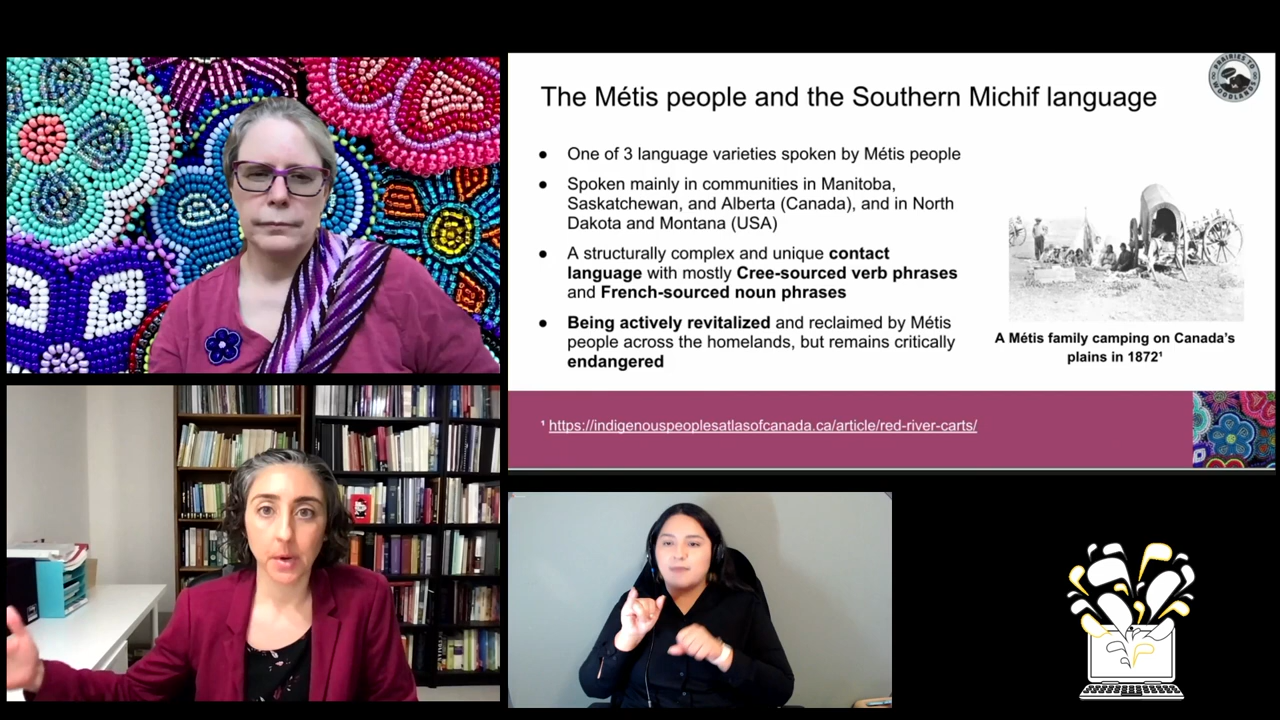 The Métis people and the Southern Michif language
PRAIRIES TO
WOODLANDS
● One of 3 language varieties spoken by Métis people
● Spoken mainly in communities in Manitoba,
Saskatchewan, and Alberta (Canada), and in North
Dakota and Montana (USA)
● A structurally complex and unique contact
language with mostly Cree-sourced verb phrases
and French-sourced noun phrases
● Being actively revitalized and reclaimed by Métis
people across the homelands, but remains critically
endangered
A Métis family camping on Canada's
plains in 1872¹
¹ https://indigenouspeoplesatlasofcanada.ca/article/red-river-carts/